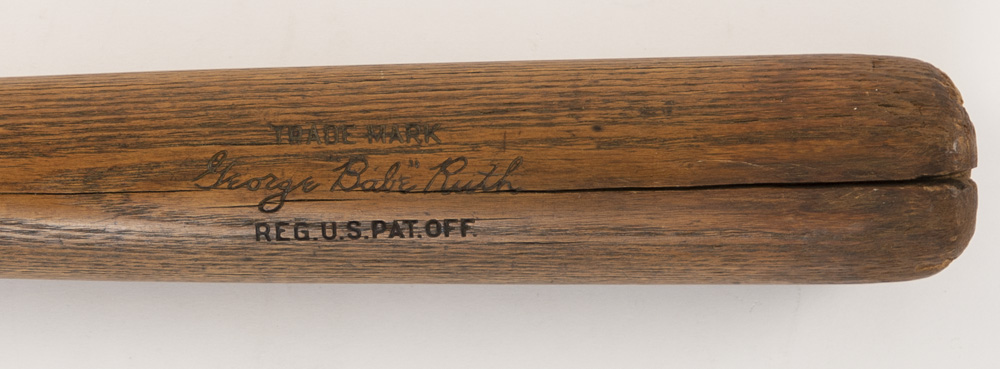 TRADE MARK
George "Babe" Ruth
REG. U.S. PAT. OFF.